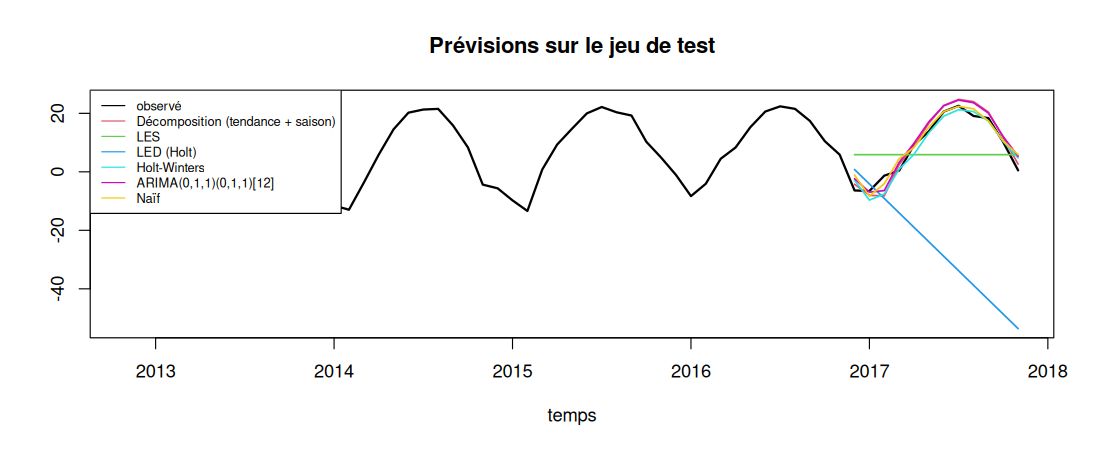 Prévisions sur le jeu de test
observé
Décomposition (tendance + saison)
LES
LED (Holt)
Holt-Winters
ARIMA(0,1,1)(0,1,1)[12]
Naïf
20
0
-20
-40
2013 2014 2015 2016 2017 2018
temps